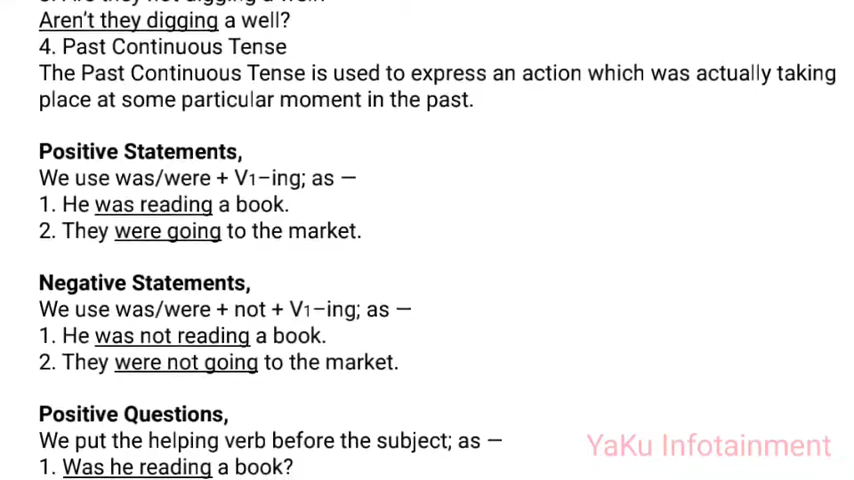 Aren't they digging a well?
4. Past Continuous Tense
The Past Continuous Tense is used to express an action which was actually taking
place at some particular moment in the past.
Positive Statements,
We use was/were + V1–ing; as —
1. He was reading a book.
2. They were going to the market.
Negative Statements,
We use was/were + not + V1–ing; as —
1. He was not reading a book.
2. They were not going to the market.
Positive Questions,
We put the helping verb before the subject; as —
YaKu Infotainment
1. Was he reading a book?